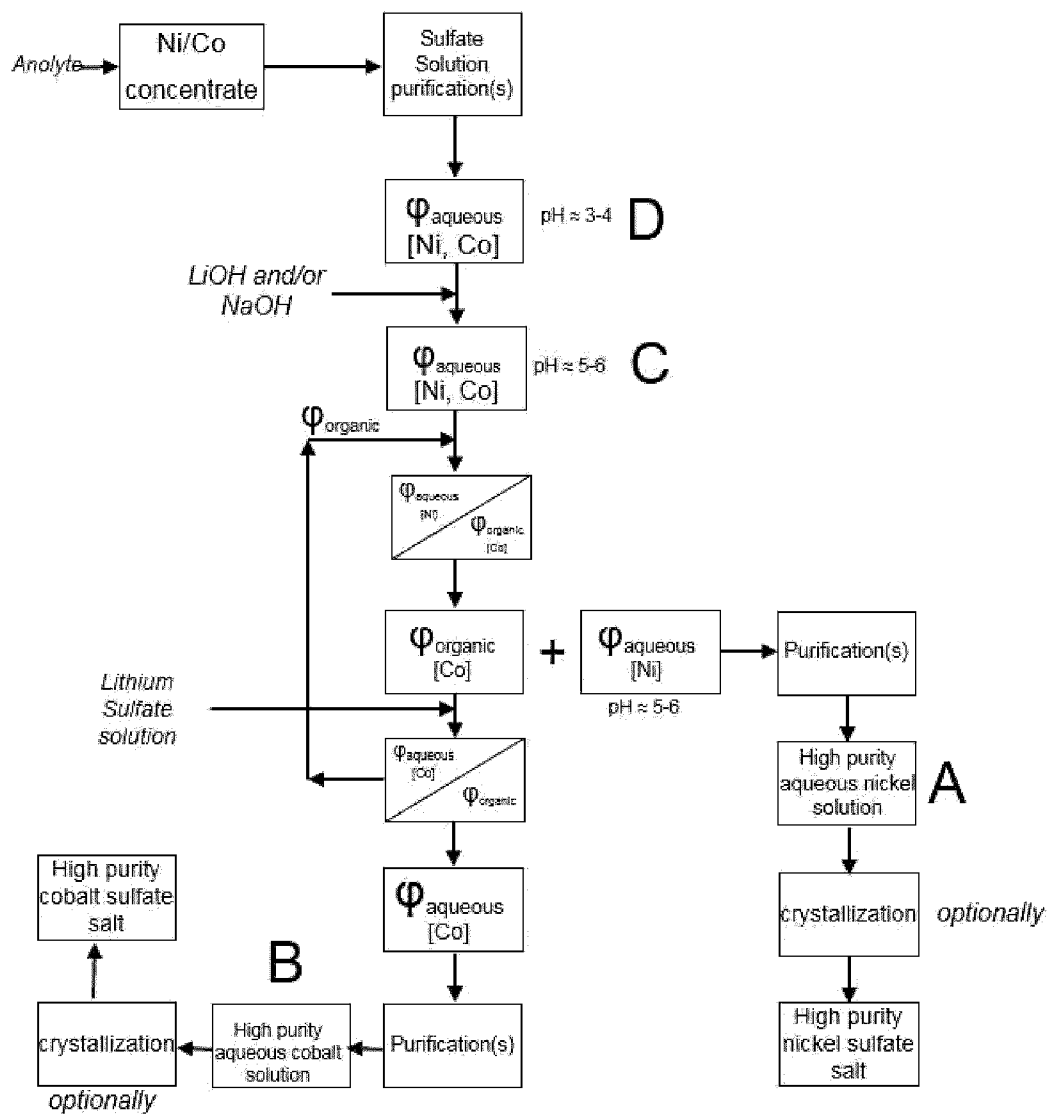 Anolyte
Ni/Co
concentrate
Sulfate
Solution
purification(s)
φaqueous
[Ni, Co]
pH ≈ 3-4
D
LiOH and/or
NaOH
φaqueous
[Ni, Co]
pH ≈ 5-6
C
φorganic
φaqueous
[Ni]
φorganic
[Co]
φorganic
[Co]
+
φaqueous
[Ni]
pH ≈ 5-6
Purification(s)
Lithium
Sulfate
solution
φaqueous
[Co]
φorganic
High purity
aqueous nickel
solution
A
φaqueous
[Co]
crystallization
optionally
High purity
cobalt sulfate
salt
B
crystallization
optionally
High purity
aqueous cobalt
solution
Purification(s)
High purity
nickel sulfate
salt